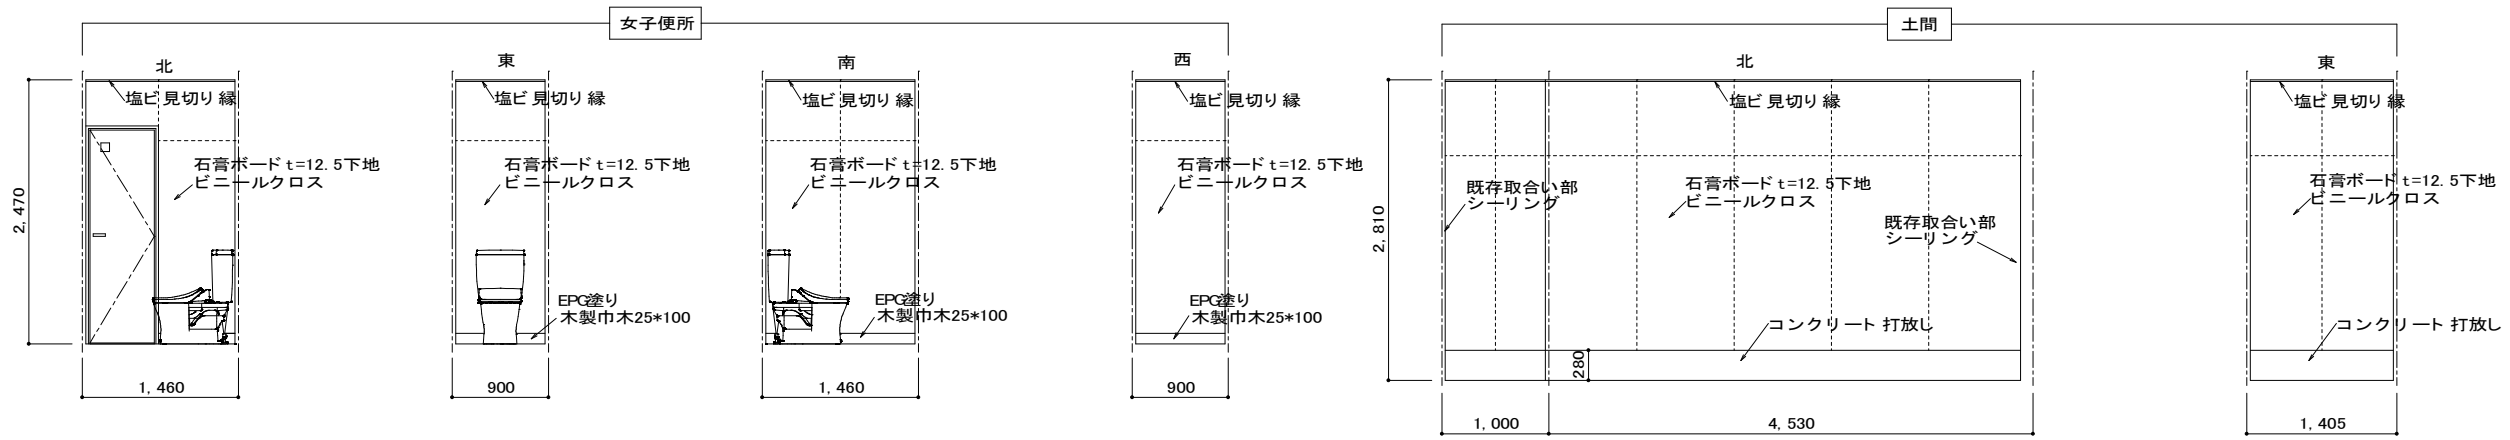 女子便所
土間
北
東
南
西
北
東
塩ビ見切り縁
塩ビ見切り縁
塩ビ見切り縁
塩ビ見切り縁
塩ビ見切り縁
塩ビ見切り縁
石膏ボードt=12.5下地
ビニールクロス
石膏ボードt=12.5下地
ビニールクロス
石膏ボードt=12.5下地
ビニールクロス
石膏ボードt=12.5下地
ビニールクロス
既存取合い部
シーリング
石膏ボードt=12.5下地
ビニールクロス
既存取合い部
シーリング
石膏ボードt=12.5下地
ビニールクロス
2,470
2,810
EPG塗り
木製巾木25*100
EPG塗り
木製巾木25*100
EPG塗り
木製巾木25*100
コンクリート打放し
コンクリート打放し
280
1,460
900
1,460
900
1,000
4,530
1,405